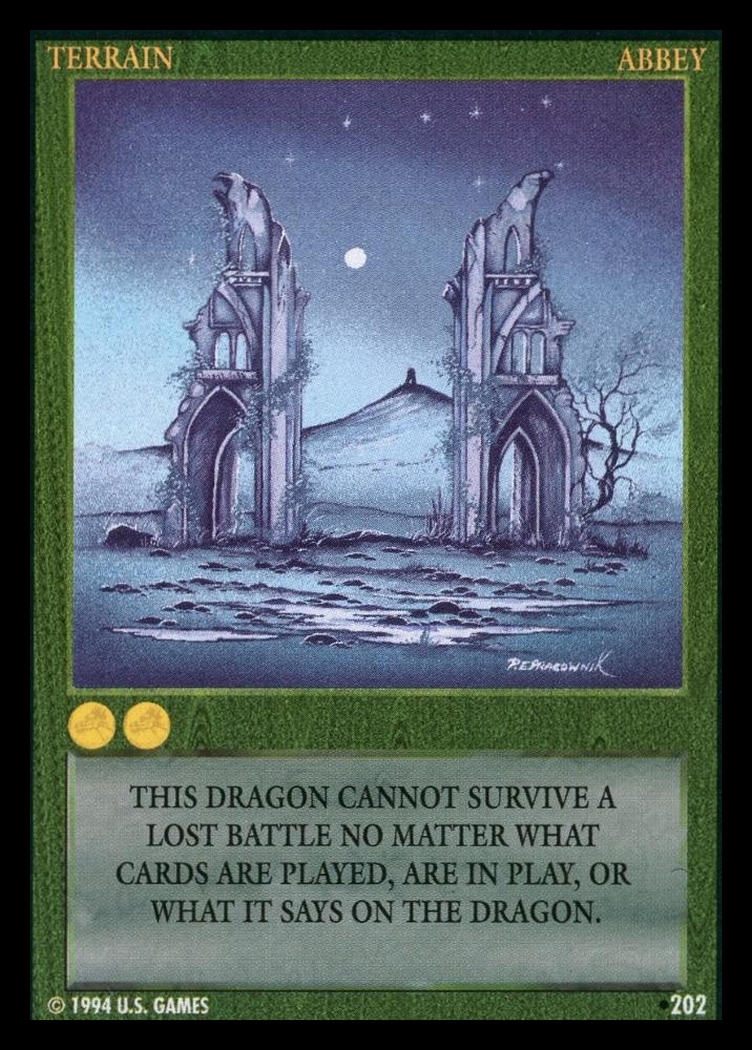 TERRAIN ABBEY
P.E.PRACOWNIK
THIS DRAGON CANNOT SURVIVE A
LOST BATTLE NO MATTER WHAT
CARDS ARE PLAYED, ARE IN PLAY, OR
WHAT IT SAYS ON THE DRAGON.
© 1994 U.S. GAMES •202